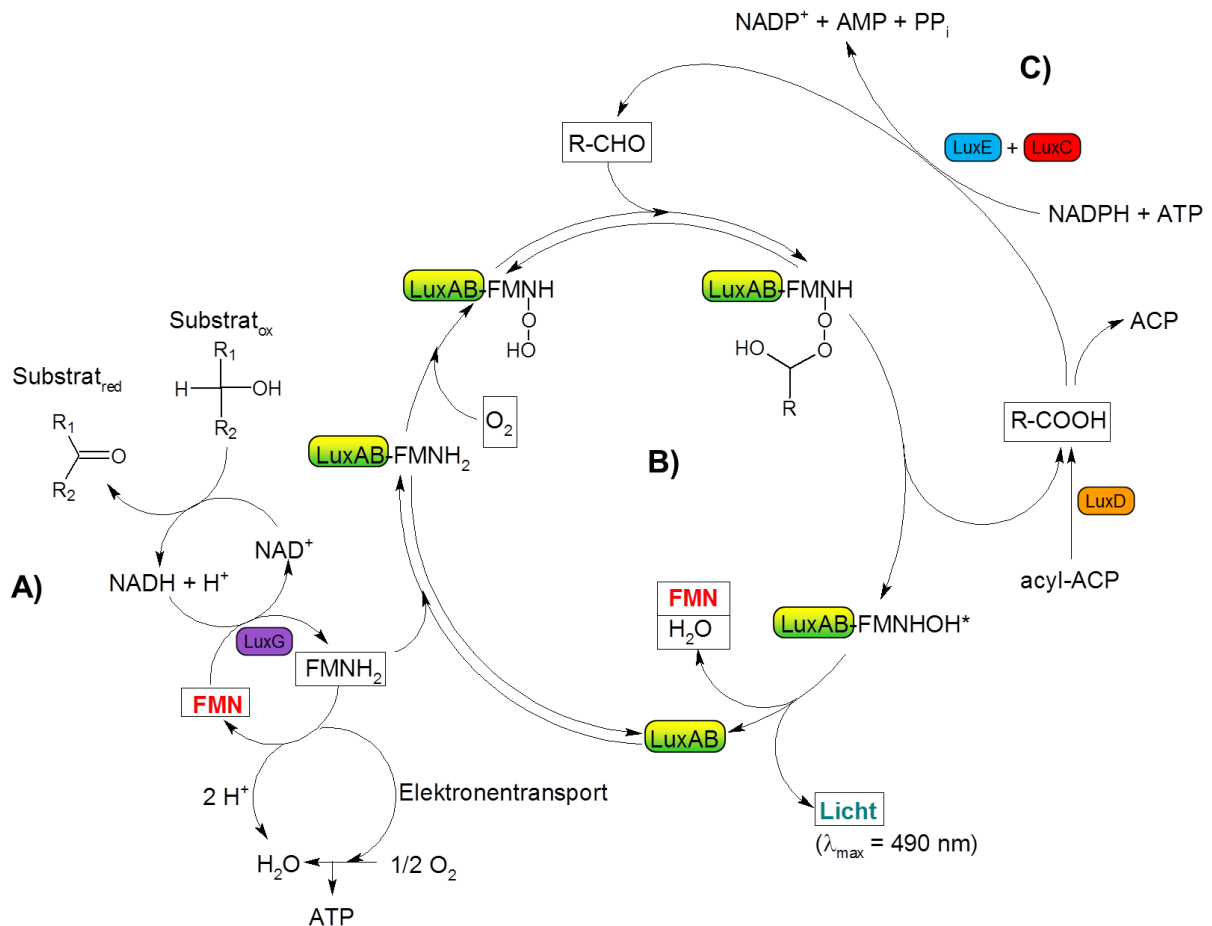 NADP⁺ + AMP + PPᵢ
C)
R-CHO
LuxE + LuxC
NADPH + ATP
LuxAB-FMNH
O
O
HO
LuxAB-FMNH
O
HO O
R
ACP
Substratₒₓ
R₁
H OH
R₂
Substrat_red
R₁
O
R₂
O₂
R-COOH
LuxAB-FMNH₂
B)
LuxD
NAD⁺
NADH + H⁺
A)
acyl-ACP
FMN
H₂O
LuxAB-FMNHOH*
LuxG
FMNH₂
FMN
LuxAB
2 H⁺
Elektronentransport
Licht
(λmax = 490 nm)
H₂O
1/2 O₂
ATP